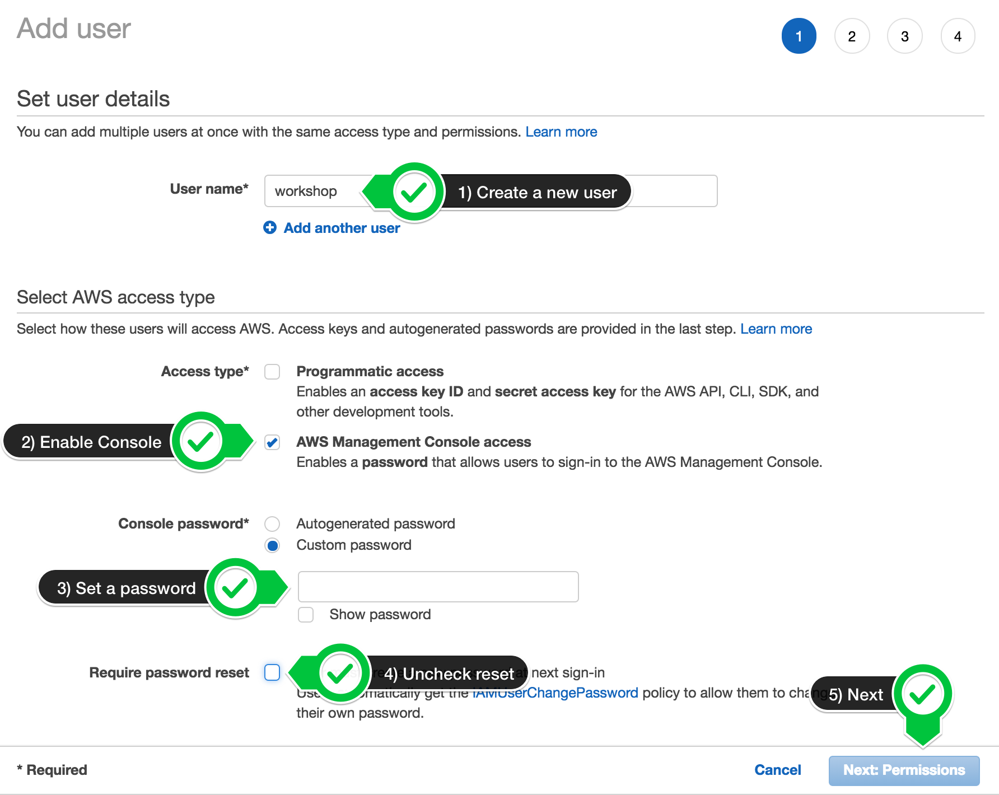 Add user
1 2 3 4
Set user details
You can add multiple users at once with the same access type and permissions. Learn more
User name* workshop 1) Create a new user
Add another user
Select AWS access type
Select how these users will access AWS. Access keys and autogenerated passwords are provided in the last step. Learn more
Access type* Programmatic access
Enables an access key ID and secret access key for the AWS API, CLI, SDK, and
other development tools.
2) Enable Console AWS Management Console access
Enables a password that allows users to sign-in to the AWS Management Console.
Console password* Autogenerated password
Custom password
3) Set a password
Show password
Require password reset 4) Uncheck reset at next sign-in
get the IAMUserChangePassword policy to allow them to change 5) Next
their own password.
* Required Cancel Next: Permissions